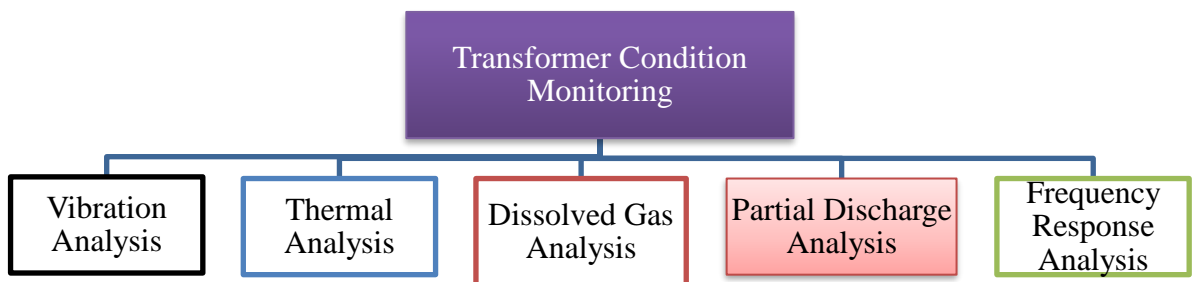 Transformer Condition
Monitoring
Vibration
Analysis
Thermal
Analysis
Dissolved Gas
Analysis
Partial Discharge
Analysis
Frequency
Response
Analysis